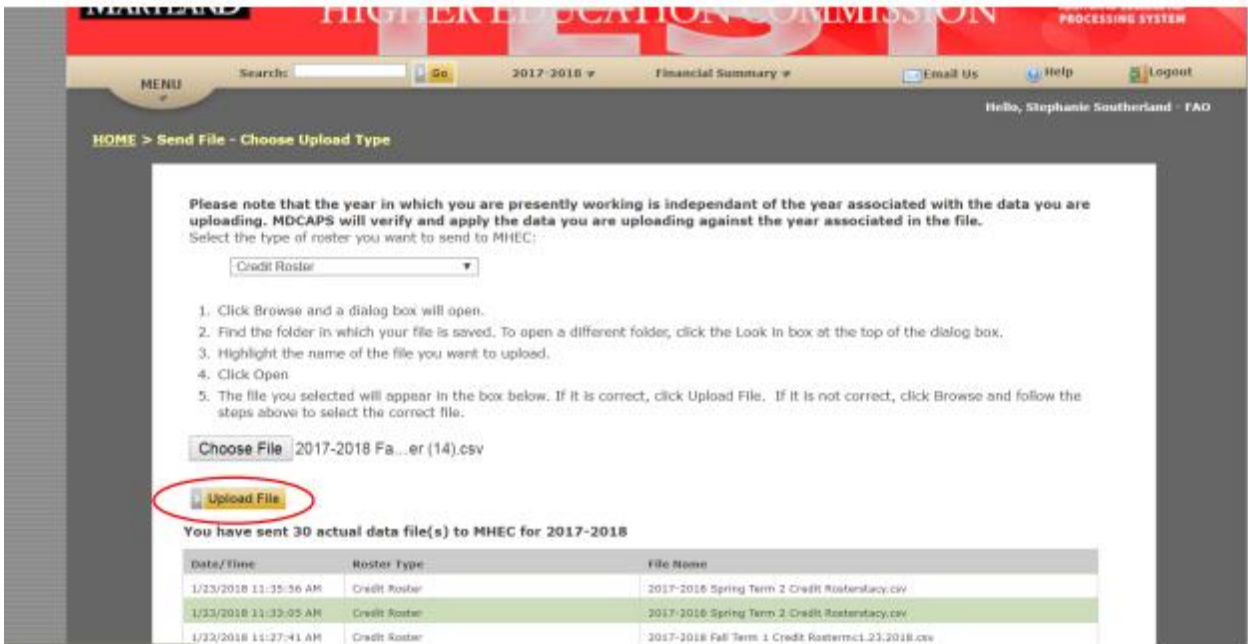 MARYLAND HIGHER EDUCATION COMMISSION
TEST
PROCESSING SYSTEM
MENU Search: Go 2017-2018 Financial Summary Email Us Help Logout
Hello, Stephanie Southerland - FAO
HOME > Send File - Choose Upload Type
Please note that the year in which you are presently working is independant of the year associated with the data you are
uploading. MDCAPS will verify and apply the data you are uploading against the year associated in the file.
Select the type of roster you want to send to MHEC:
Credit Roster
1. Click Browse and a dialog box will open.
2. Find the folder in which your file is saved. To open a different folder, click the Look In box at the top of the dialog box.
3. Highlight the name of the file you want to upload.
4. Click Open
5. The file you selected will appear in the box below. If it is correct, click Upload File. If it is not correct, click Browse and follow the
steps above to select the correct file.
Choose File 2017-2018 Fa...er (14).csv
Upload File
You have sent 30 actual data file(s) to MHEC for 2017-2018
Date/Time Roster Type File Name
1/23/2018 11:35:56 AM Credit Roster 2017-2018 Spring Term 2 Credit Rosterstacy.csv
1/23/2018 11:33:05 AM Credit Roster 2017-2018 Spring Term 2 Credit Rosterstacy.csv
1/23/2018 11:27:41 AM Credit Roster 2017-2018 Fall Term 1 Credit Rostermc1.23.2018.csv